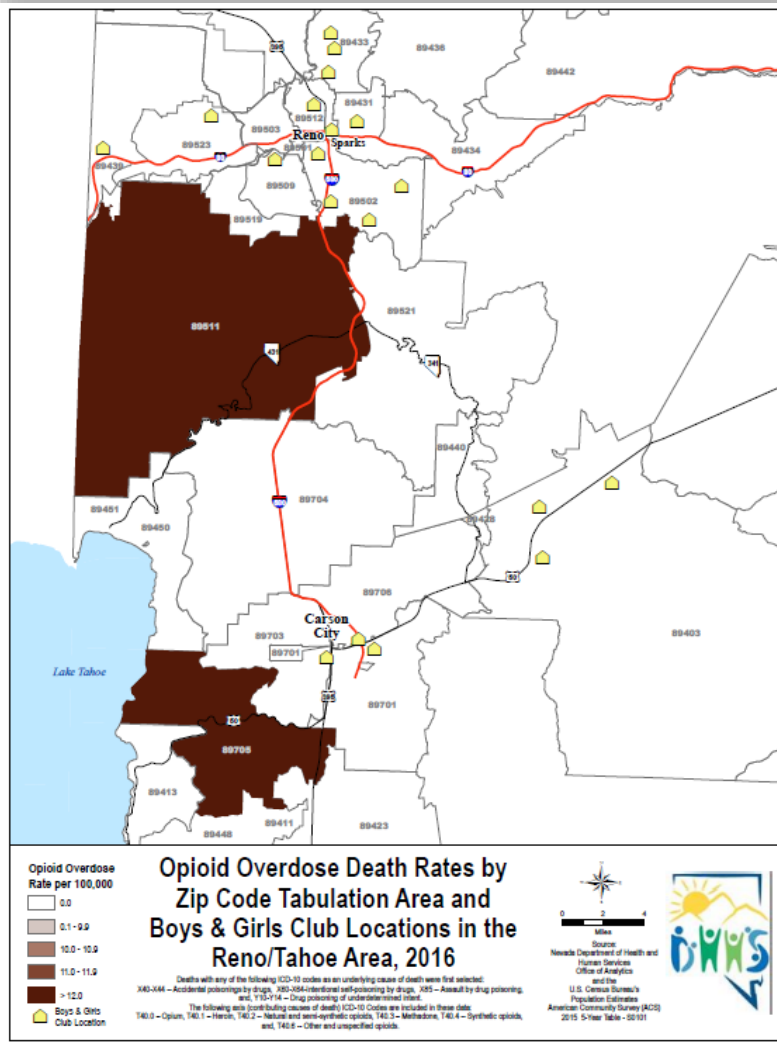 395
89433
89436
89442
89431
89512
89503
Reno
Sparks
89523
89501
89434
89439
80
80
89509
580
89502
89519
89521
89511
431
341
89440
89704
89451
89450
89428
50
89706
Carson
City
89703
89701
89403
Lake Tahoe
395
89701
50
89705
89413
89411
89448
89423
Opioid Overdose
Rate per 100,000
0.0
0.1 - 9.9
10.0 - 10.9
11.0 - 11.9
> 12.0
Boys & Girls
Club Location
Opioid Overdose Death Rates by
Zip Code Tabulation Area and
Boys & Girls Club Locations in the
Reno/Tahoe Area, 2016
Deaths with any of the following ICD-10 codes as an underlying cause of death were first selected:
X40-X44 – Accidental poisonings by drugs, X60-X64-Intentional self-poisoning by drugs, X85 – Assault by drug poisoning,
and, Y10-Y14 – Drug poisoning of undetermined intent.
The following axis (contributing causes of death) ICD-10 Codes are included in these data:
T40.0 – Opium, T40.1 – Heroin, T40.2 – Natural and semi-synthetic opioids, T40.3 – Methadone, T40.4 – Synthetic opioids,
and, T40.6 – Other and unspecified opioids.
0 2 4
Miles
Source:
Nevada Department of Health and
Human Services
Office of Analytics
and the
U.S. Census Bureau's
Population Estimates
American Community Survey (ACS)
2015 5-Year Table - S0101
DHHS